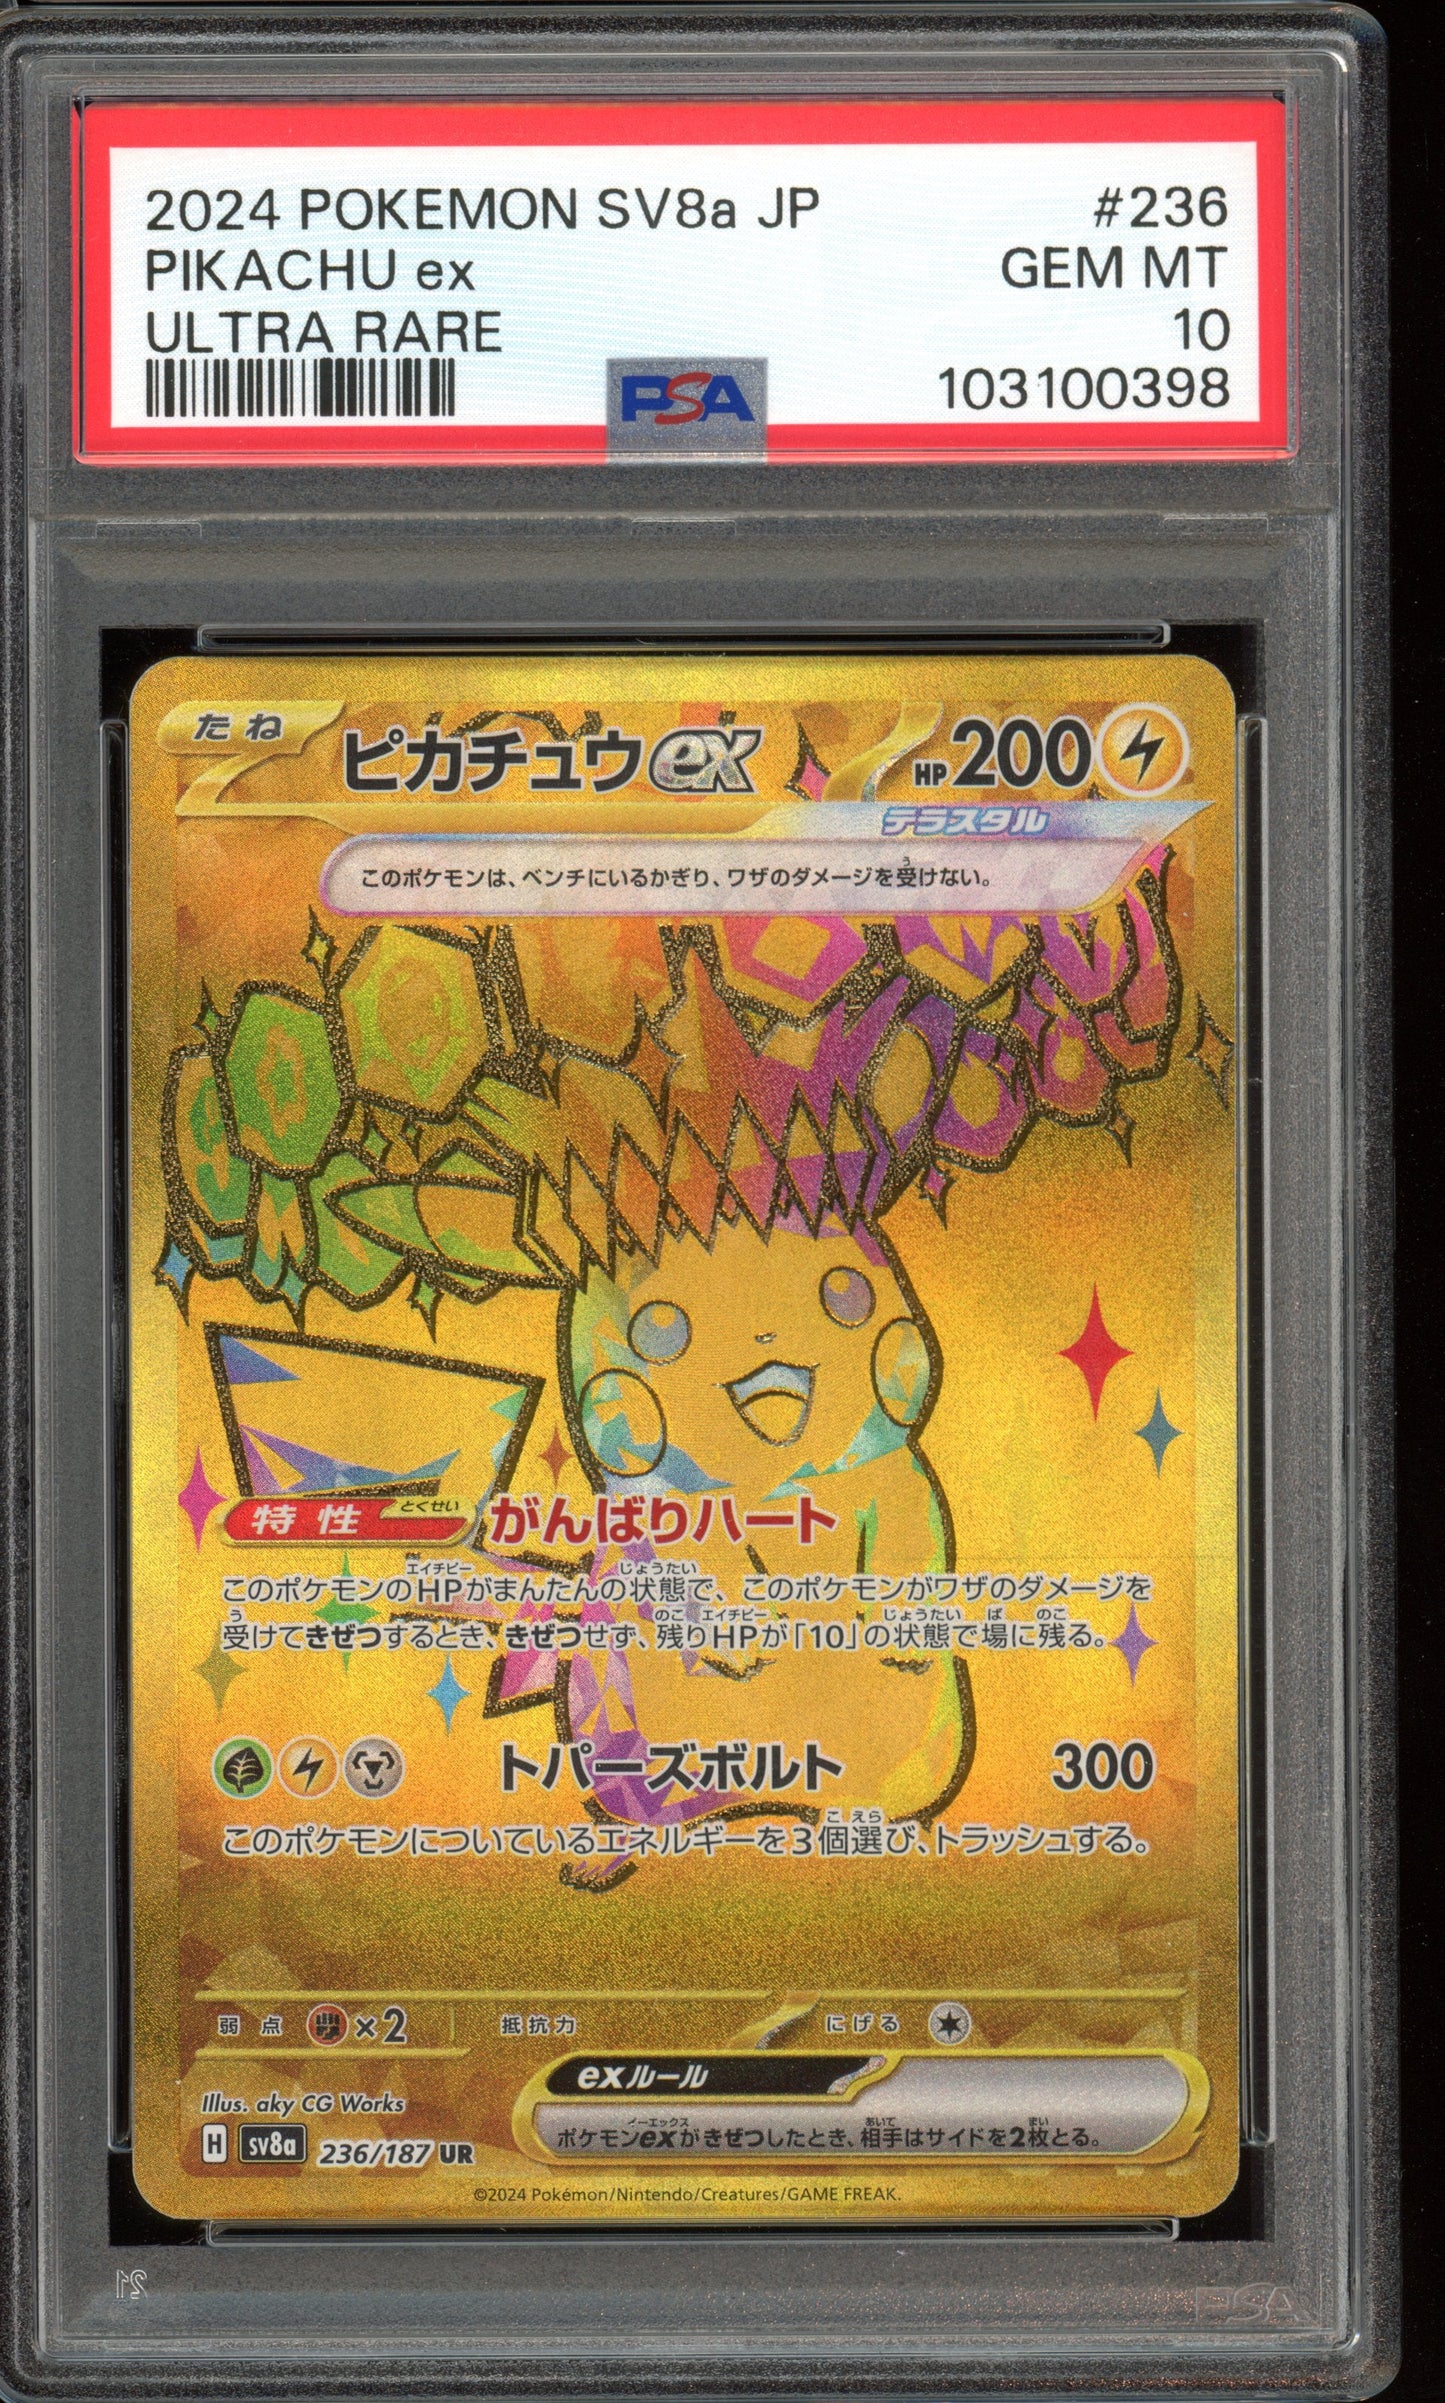 2024 POKEMON SV8a JP #236
PIKACHU ex GEM MT
ULTRA RARE 10
PSA 103100398
たね ピカチュウex HP200
テラスタル
このポケモンは、ベンチにいるかぎり、ワザのダメージを受けない。
特性 とくせい がんばりハート
このポケモンのHPがまんたんの状態で、このポケモンがワザのダメージを
受けてきぜつするとき、きぜつせず、残りHPが「10」の状態で場に残る。
トパーズボルト 300
このポケモンについているエネルギーを3個選び、トラッシュする。
弱点 ×2 抵抗力 にげる
exルール
ポケモンexがきぜつしたとき、相手はサイドを2枚とる。
Illus. aky CG Works
H sv8a 236/187 UR
©2024 Pokémon/Nintendo/Creatures/GAME FREAK.
PSA